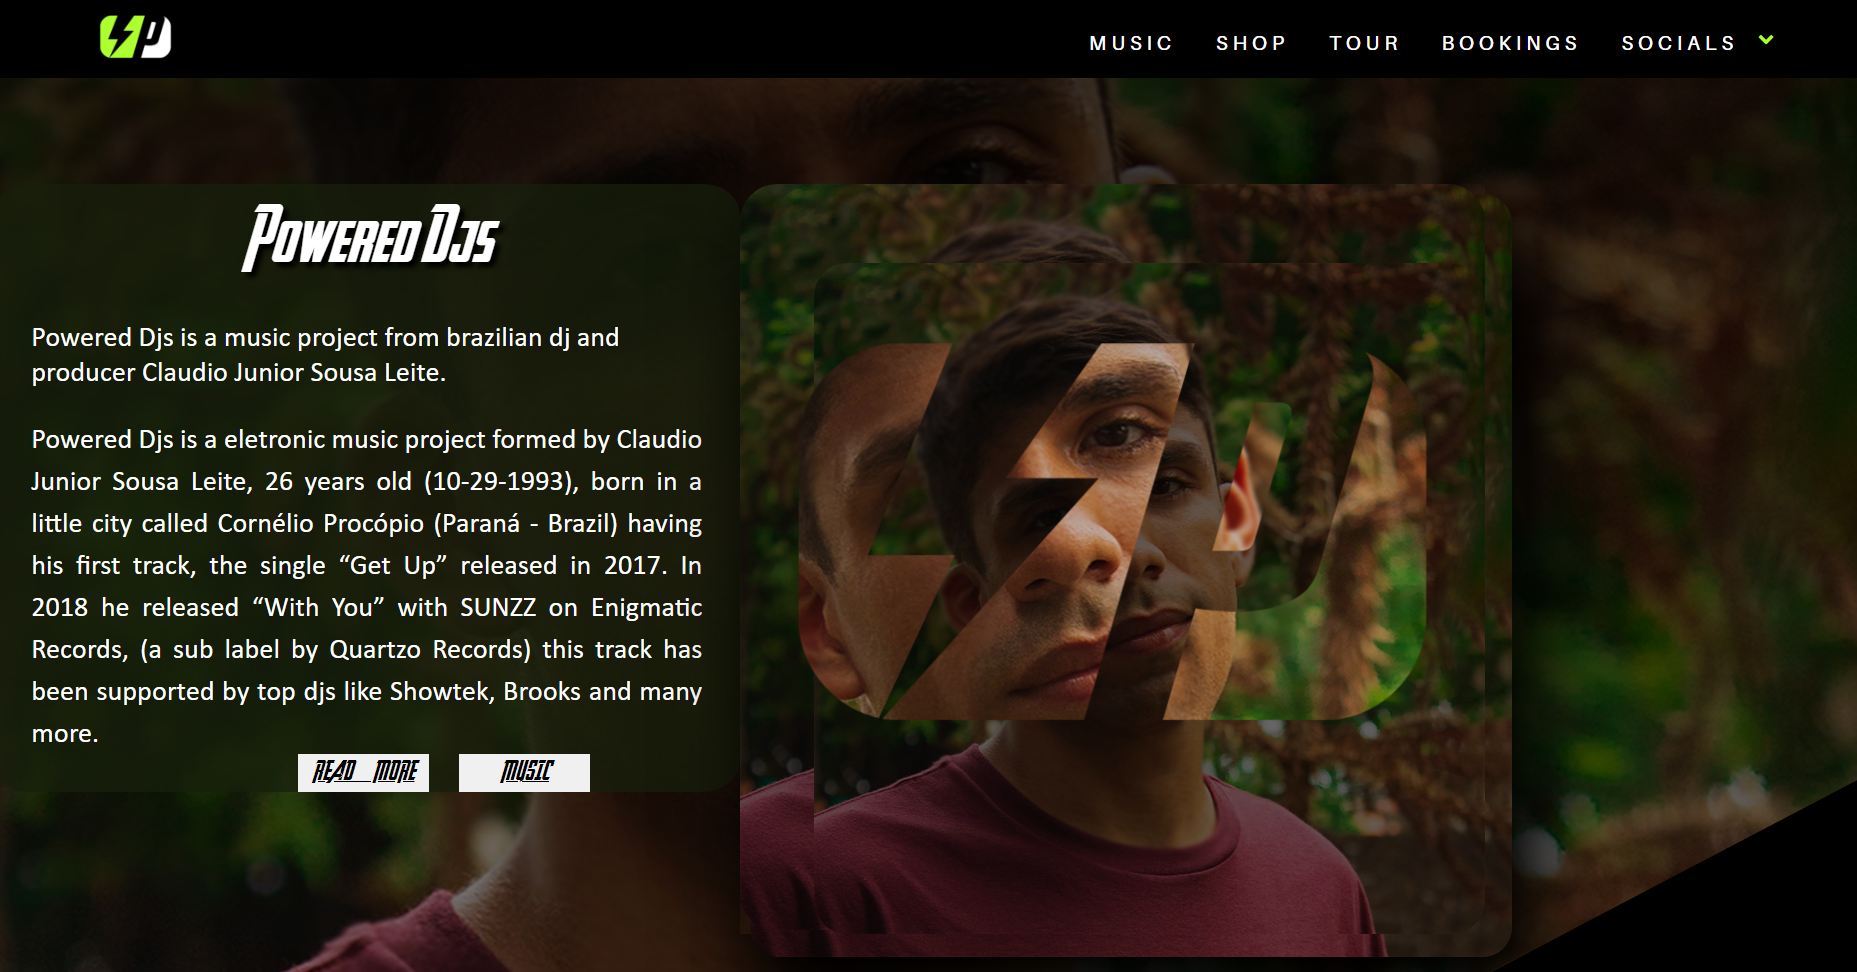 MUSIC SHOP TOUR BOOKINGS SOCIALS
Powered Djs
Powered Djs is a music project from brazilian dj and
producer Claudio Junior Sousa Leite.
Powered Djs is a eletronic music project formed by Claudio
Junior Sousa Leite, 26 years old (10-29-1993), born in a
little city called Cornélio Procópio (Paraná - Brazil) having
his first track, the single “Get Up” released in 2017. In
2018 he released “With You” with SUNZZ on Enigmatic
Records, (a sub label by Quartzo Records) this track has
been supported by top djs like Showtek, Brooks and many
more.
READ MORE MUSIC